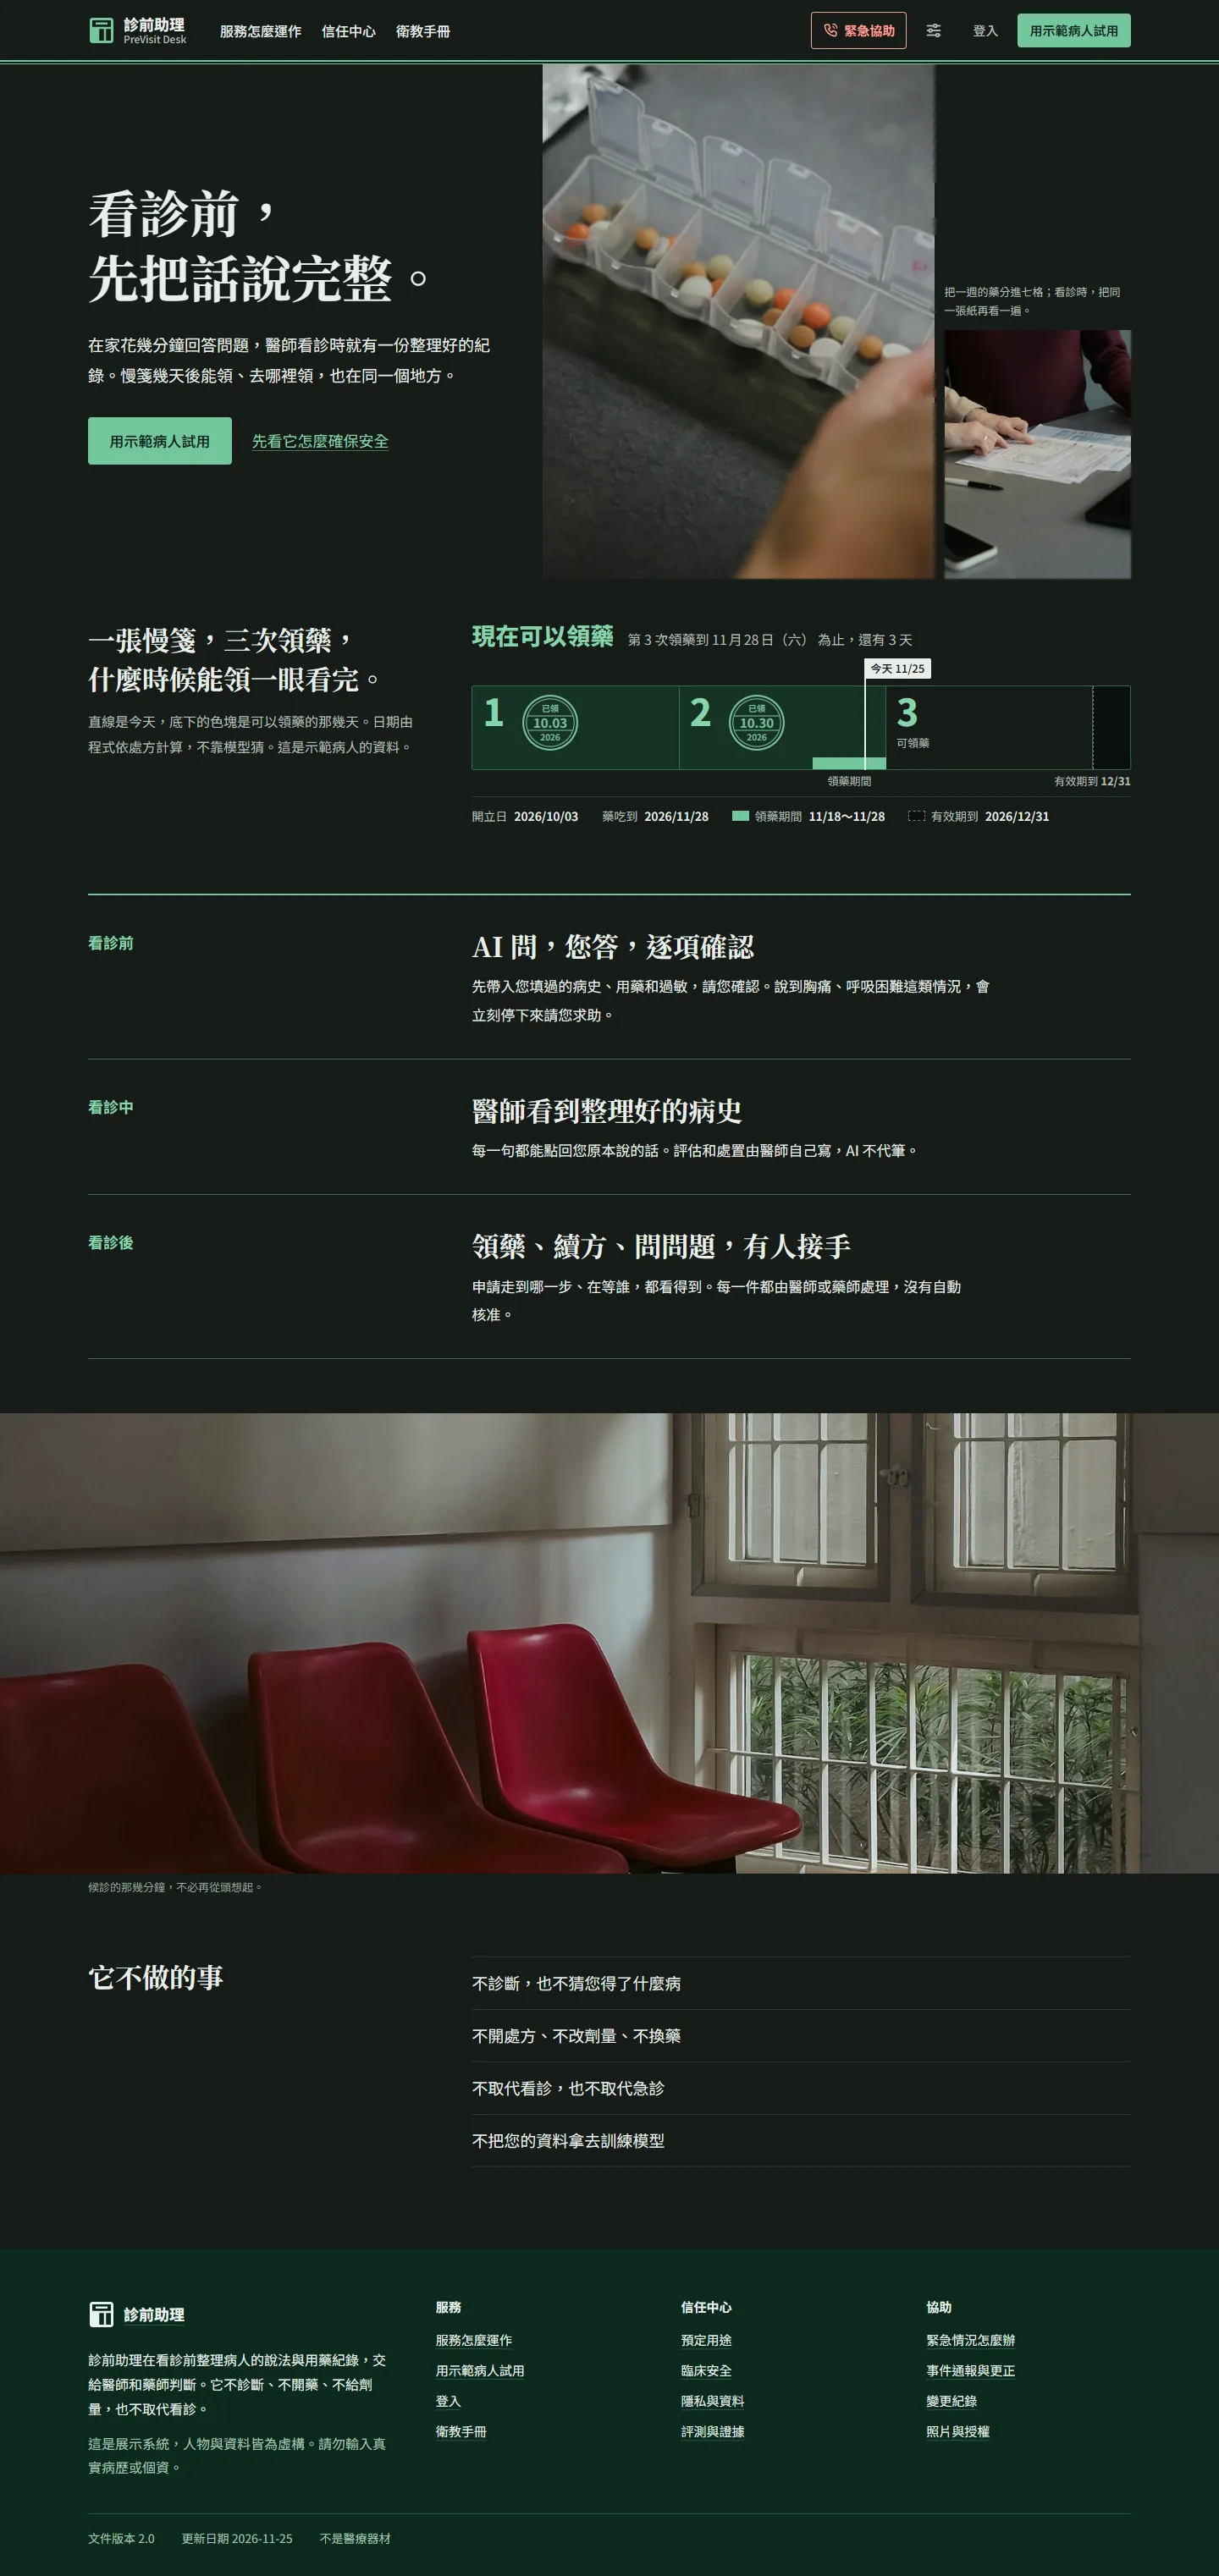 診前助理
PreVisit Desk
服務怎麼運作
信任中心
衛教手冊
緊急協助
登入
用示範病人試用
看診前，
先把話說完整。
在家花幾分鐘回答問題，醫師看診時就有一份整理好的紀
錄。慢箋幾天後能領、去哪裡領，也在同一個地方。
用示範病人試用
先看它怎麼確保安全
把一週的藥分進七格；看診時，把同
一張紙再看一遍。
一張慢箋，三次領藥，
什麼時候能領一眼看完。
直線是今天，底下的色塊是可以領藥的那幾天。日期由
程式依處方計算，不靠模型猜。這是示範病人的資料。
現在可以領藥
第 3 次領藥到 11月28日（六） 為止，還有 3 天
今天 11/25
1
已領
10.03
2026
2
已領
10.30
2026
3
可領藥
領藥期間
有效期到 12/31
開立日 2026/10/03
藥吃到 2026/11/28
領藥期間 11/18～11/28
有效期到 2026/12/31
看診前
AI 問，您答，逐項確認
先帶入您填過的病史、用藥和過敏，請您確認。說到胸痛、呼吸困難這類情況，會
立刻停下來請您求助。
看診中
醫師看到整理好的病史
每一句都能點回您原本說的話。評估和處置由醫師自己寫，AI 不代筆。
看診後
領藥、續方、問問題，有人接手
申請走到哪一步、在等誰，都看得到。每一件都由醫師或藥師處理，沒有自動
核准。
候診的那幾分鐘，不必再從頭想起。
它不做的事
不診斷，也不猜您得了什麼病
不開處方、不改劑量、不換藥
不取代看診，也不取代急診
不把您的資料拿去訓練模型
診前助理
診前助理在看診前整理病人的說法與用藥紀錄，交
給醫師和藥師判斷。它不診斷、不開藥、不給劑
量，也不取代看診。
這是展示系統，人物與資料皆為虛構。請勿輸入真
實病歷或個資。
服務
服務怎麼運作
用示範病人試用
登入
衛教手冊
信任中心
預定用途
臨床安全
隱私與資料
評測與證據
協助
緊急情況怎麼辦
事件通報與更正
變更紀錄
照片與授權
文件版本 2.0
更新日期 2026-11-25
不是醫療器材